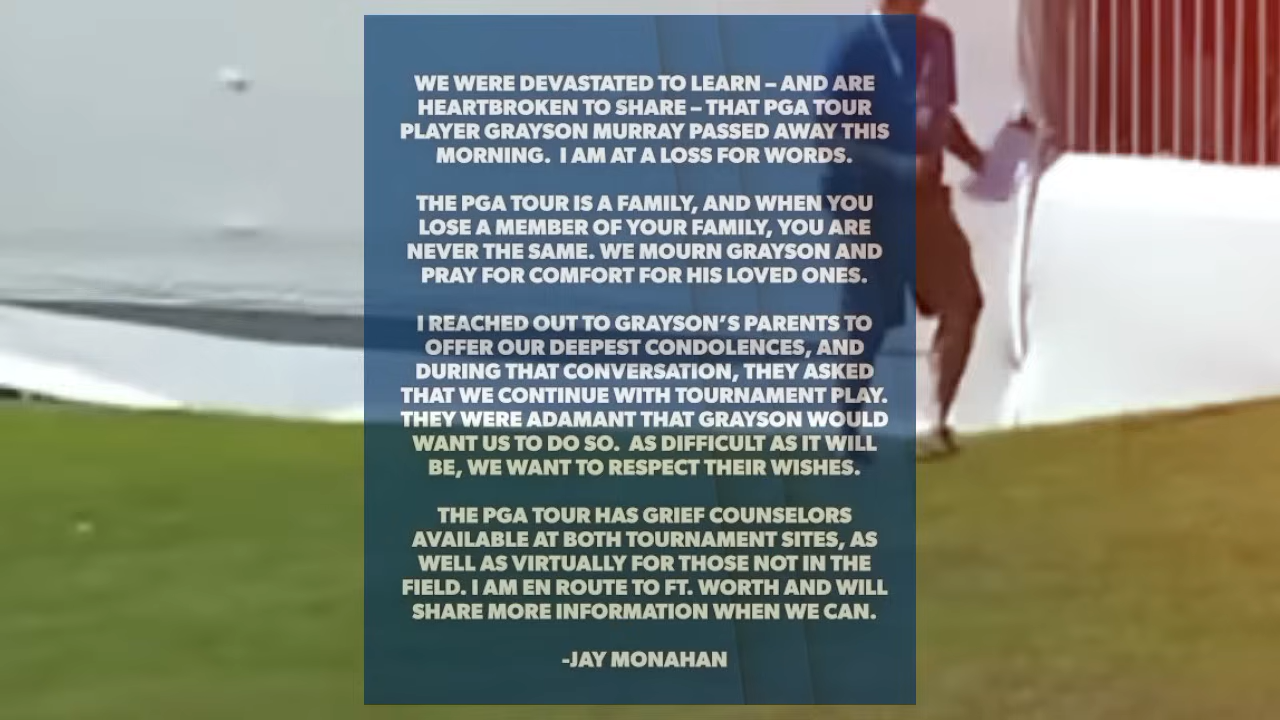 WE WERE DEVASTATED TO LEARN – AND ARE
HEARTBROKEN TO SHARE – THAT PGA TOUR
PLAYER GRAYSON MURRAY PASSED AWAY THIS
MORNING.  I AM AT A LOSS FOR WORDS.
THE PGA TOUR IS A FAMILY, AND WHEN YOU
LOSE A MEMBER OF YOUR FAMILY, YOU ARE
NEVER THE SAME. WE MOURN GRAYSON AND
PRAY FOR COMFORT FOR HIS LOVED ONES.
I REACHED OUT TO GRAYSON’S PARENTS TO
OFFER OUR DEEPEST CONDOLENCES, AND
DURING THAT CONVERSATION, THEY ASKED
THAT WE CONTINUE WITH TOURNAMENT PLAY.
THEY WERE ADAMANT THAT GRAYSON WOULD
WANT US TO DO SO.  AS DIFFICULT AS IT WILL
BE, WE WANT TO RESPECT THEIR WISHES.
THE PGA TOUR HAS GRIEF COUNSELORS
AVAILABLE AT BOTH TOURNAMENT SITES, AS
WELL AS VIRTUALLY FOR THOSE NOT IN THE
FIELD. I AM EN ROUTE TO FT. WORTH AND WILL
SHARE MORE INFORMATION WHEN WE CAN.
-JAY MONAHAN